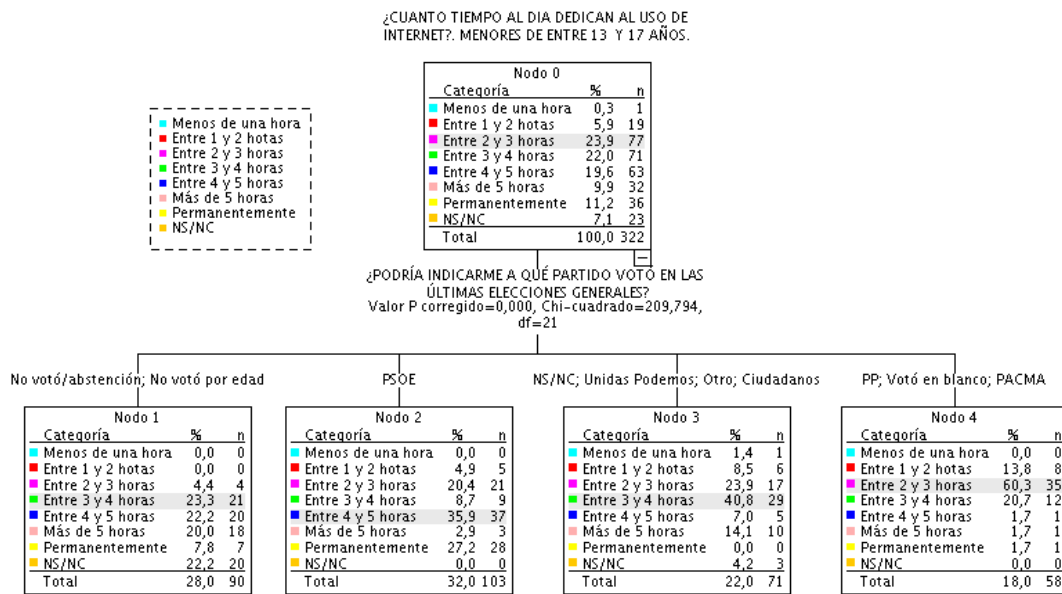 ¿CUANTO TIEMPO AL DIA DEDICAN AL USO DE
INTERNET?. MENORES DE ENTRE 13 Y 17 AÑOS.
Nodo 0
Categoría % n
Menos de una hora 0,3 1
Entre 1 y 2 hotas 5,9 19
Entre 2 y 3 horas 23,9 77
Entre 3 y 4 horas 22,0 71
Entre 4 y 5 horas 19,6 63
Más de 5 horas 9,9 32
Permanentemente 11,2 36
NS/NC 7,1 23
Total 100,0 322
Menos de una hora
Entre 1 y 2 hotas
Entre 2 y 3 horas
Entre 3 y 4 horas
Entre 4 y 5 horas
Más de 5 horas
Permanentemente
NS/NC
¿PODRÍA INDICARME A QUÉ PARTIDO VOTÓ EN LAS
ÚLTIMAS ELECCIONES GENERALES?
Valor P corregido=0,000, Chi-cuadrado=209,794,
df=21
No votó/abstención; No votó por edad
Nodo 1
Categoría % n
Menos de una hora 0,0 0
Entre 1 y 2 hotas 0,0 0
Entre 2 y 3 horas 4,4 4
Entre 3 y 4 horas 23,3 21
Entre 4 y 5 horas 22,2 20
Más de 5 horas 20,0 18
Permanentemente 7,8 7
NS/NC 22,2 20
Total 28,0 90
PSOE
Nodo 2
Categoría % n
Menos de una hora 0,0 0
Entre 1 y 2 hotas 4,9 5
Entre 2 y 3 horas 20,4 21
Entre 3 y 4 horas 8,7 9
Entre 4 y 5 horas 35,9 37
Más de 5 horas 2,9 3
Permanentemente 27,2 28
NS/NC 0,0 0
Total 32,0 103
NS/NC; Unidas Podemos; Otro; Ciudadanos
Nodo 3
Categoría % n
Menos de una hora 1,4 1
Entre 1 y 2 hotas 8,5 6
Entre 2 y 3 horas 23,9 17
Entre 3 y 4 horas 40,8 29
Entre 4 y 5 horas 7,0 5
Más de 5 horas 14,1 10
Permanentemente 0,0 0
NS/NC 4,2 3
Total 22,0 71
PP; Votó en blanco; PACMA
Nodo 4
Categoría % n
Menos de una hora 0,0 0
Entre 1 y 2 hotas 13,8 8
Entre 2 y 3 horas 60,3 35
Entre 3 y 4 horas 20,7 12
Entre 4 y 5 horas 1,7 1
Más de 5 horas 1,7 1
Permanentemente 1,7 1
NS/NC 0,0 0
Total 18,0 58